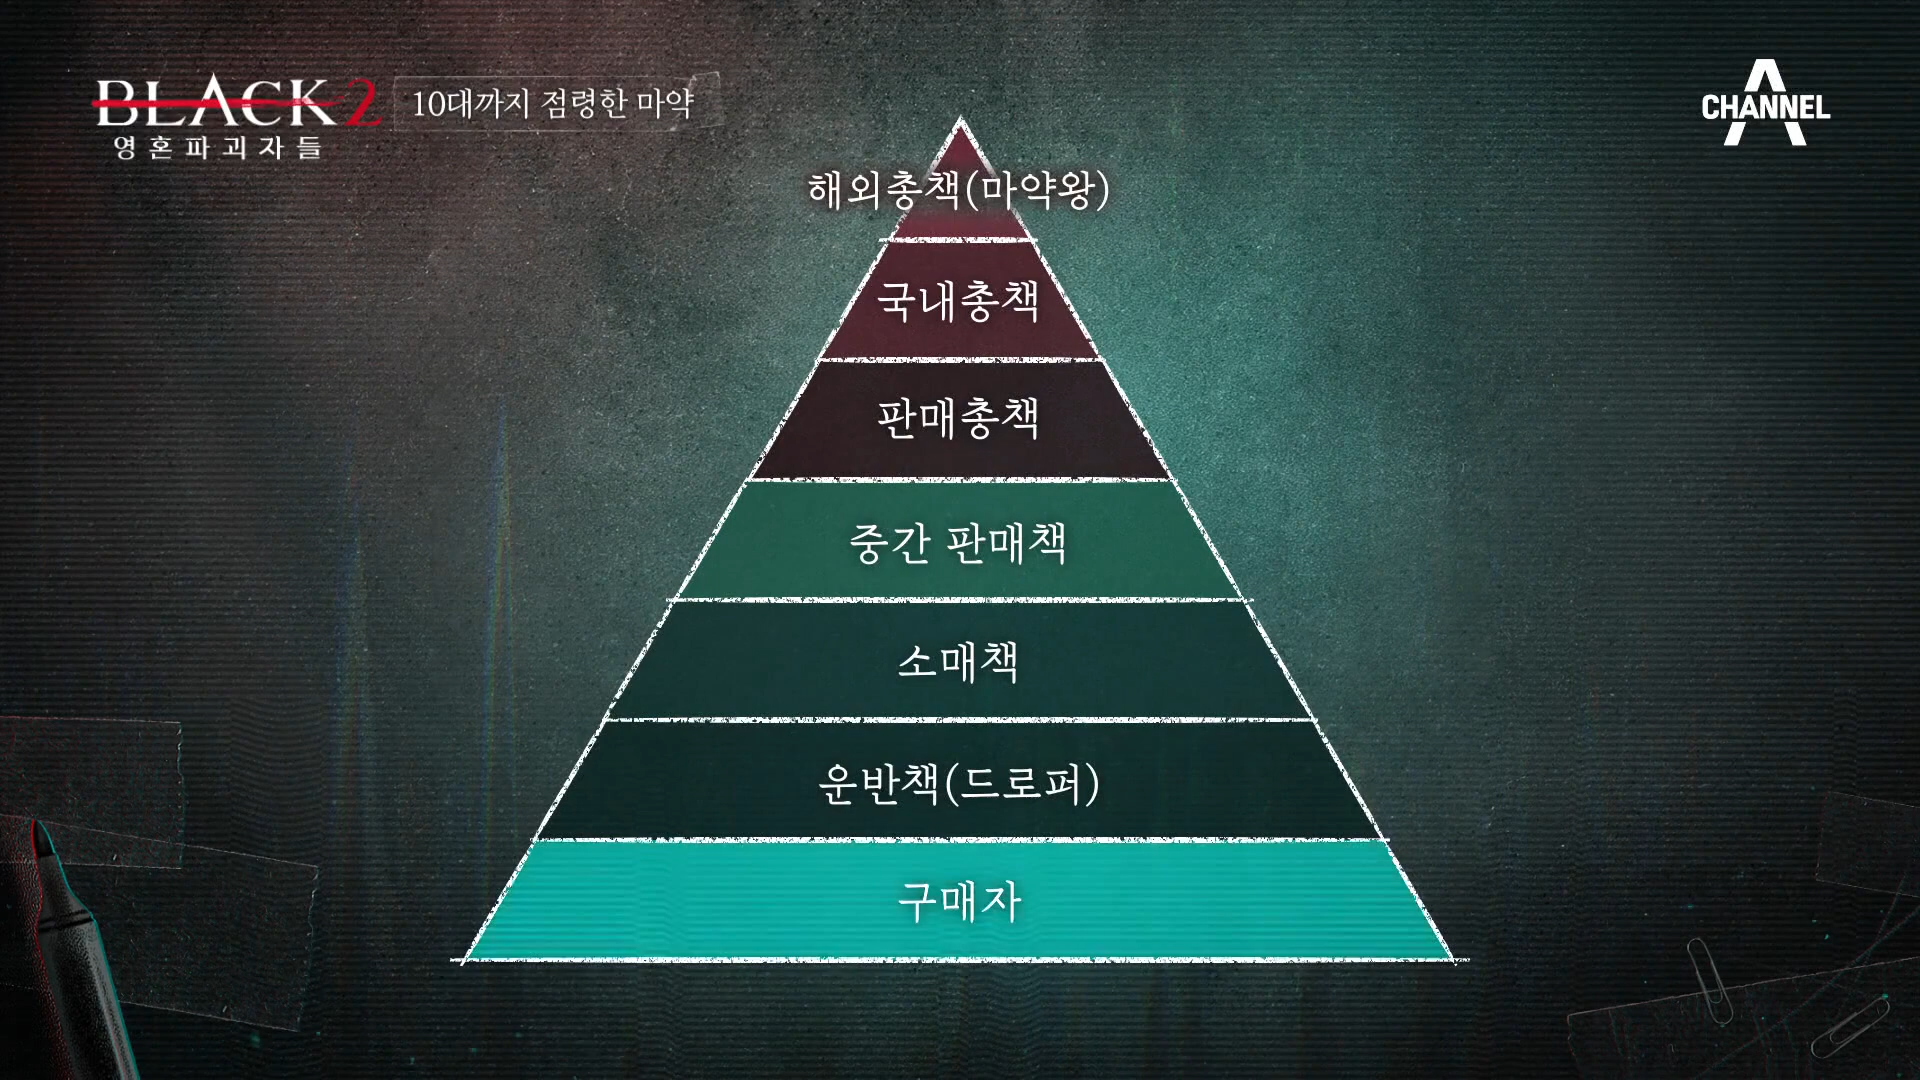 BLACK2
영혼파괴자들
10대까지 점령한 마약
CHANNEL A
해외총책(마약왕)
국내총책
판매총책
중간 판매책
소매책
운반책(드로퍼)
구매자